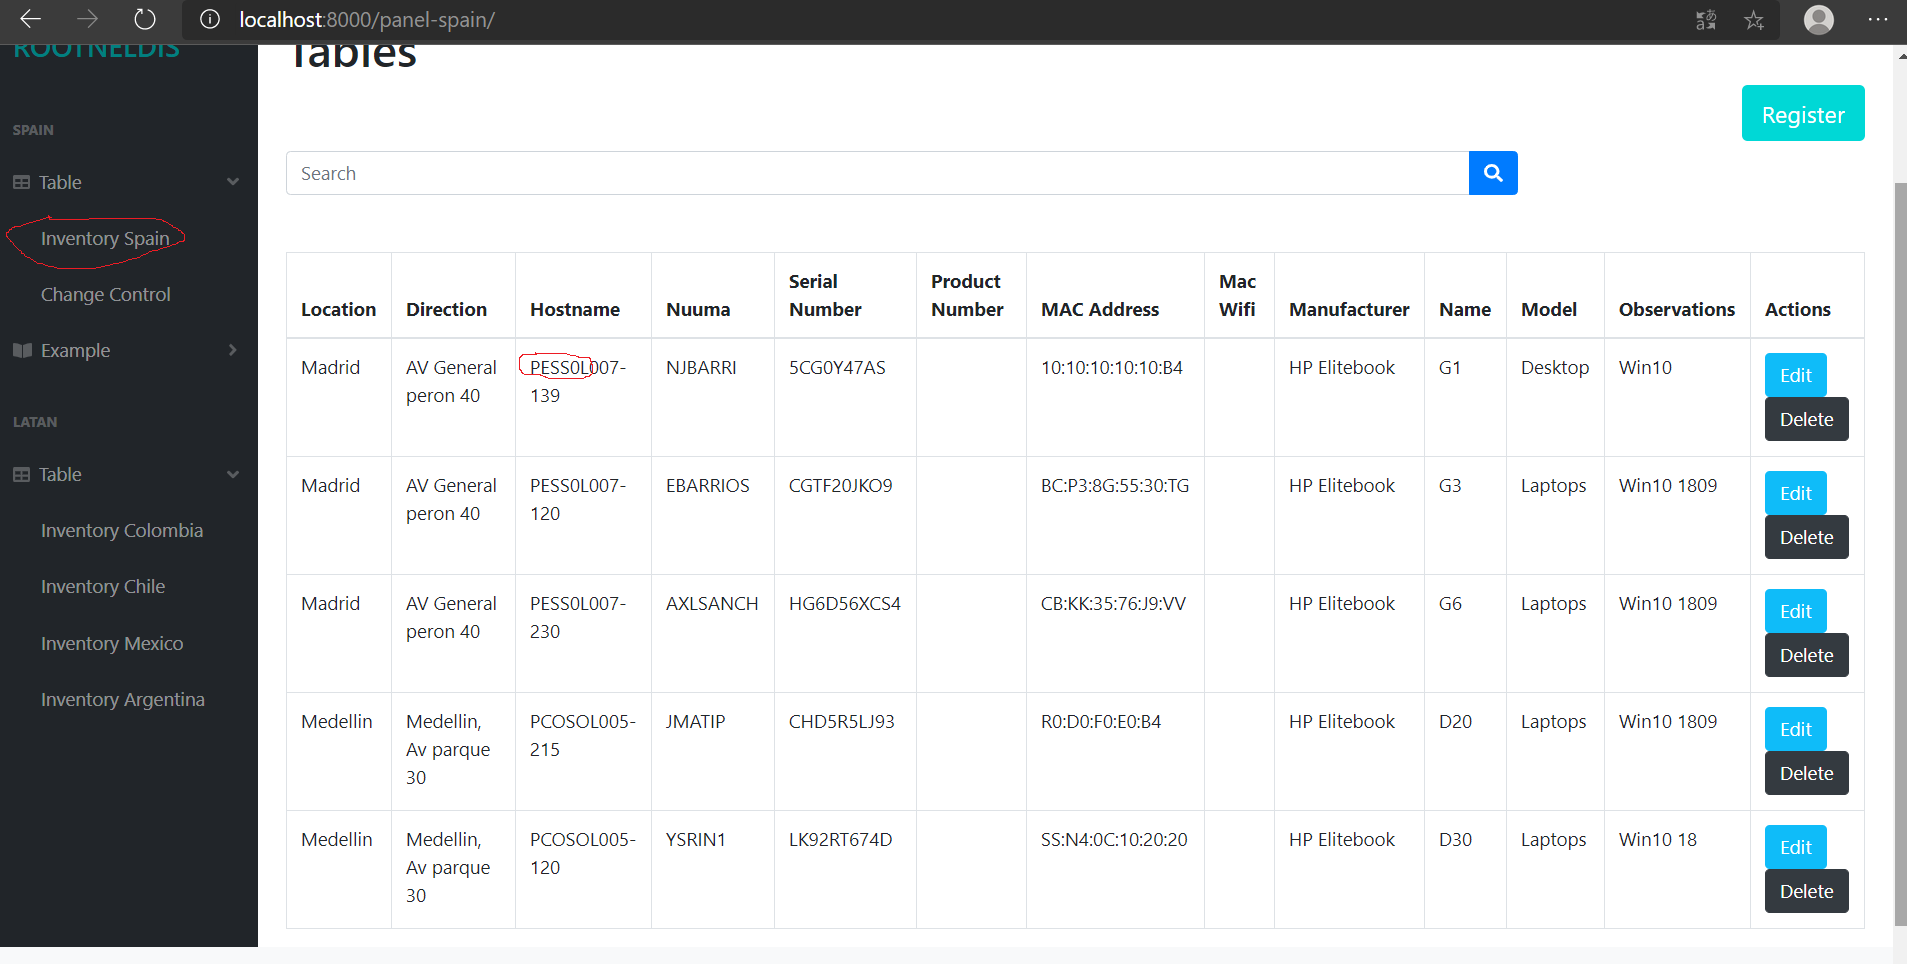 localhost:8000/panel-spain/
ROOTNELDIS
Tables
Register
SPAIN
Search
Table
Inventory Spain
Change Control
Example
LATAN
Table
Inventory Colombia
Inventory Chile
Inventory Mexico
Inventory Argentina
Location Direction Hostname Nuuma Serial Number Product Number MAC Address Mac Wifi Manufacturer Name Model Observations Actions
Madrid AV General peron 40 PESS0L007-139 NJBARRI 5CG0Y47AS 10:10:10:10:10:B4 HP Elitebook G1 Desktop Win10 Edit Delete
Madrid AV General peron 40 PESS0L007-120 EBARRIOS CGTF20JKO9 BC:P3:8G:55:30:TG HP Elitebook G3 Laptops Win10 1809 Edit Delete
Madrid AV General peron 40 PESS0L007-230 AXLSANCH HG6D56XCS4 CB:KK:35:76:J9:VV HP Elitebook G6 Laptops Win10 1809 Edit Delete
Medellin Medellin, Av parque 30 PCOSOL005-215 JMATIP CHD5R5LJ93 R0:D0:F0:E0:B4 HP Elitebook D20 Laptops Win10 1809 Edit Delete
Medellin Medellin, Av parque 30 PCOSOL005-120 YSRIN1 LK92RT674D SS:N4:0C:10:20:20 HP Elitebook D30 Laptops Win10 18 Edit Delete